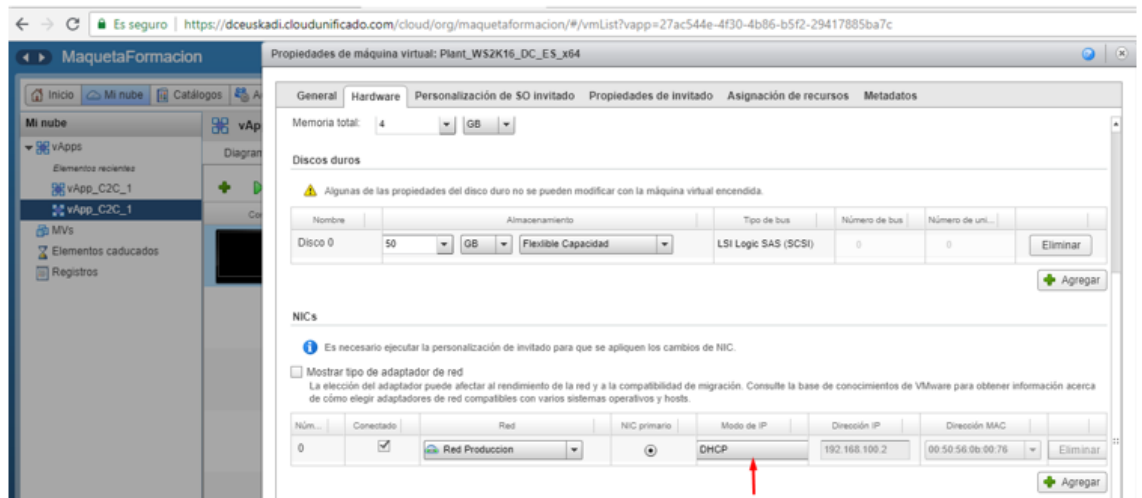 Es seguro | https://dceuskadi.cloudunificado.com/cloud/org/maquetaformacion/#/vmList?vapp=27ac544e-4f30-4b86-b5f2-29417885ba7c
MaquetaFormacion
Propiedades de máquina virtual: Plant_WS2K16_DC_ES_x64
Inicio Mi nube Catálogos A
General Hardware Personalización de SO invitado Propiedades de invitado Asignación de recursos Metadatos
Mi nube
vAp
Memoria total: 4 GB
vApps
Diagran
Elementos recientes
Discos duros
vApp_C2C_1
Algunas de las propiedades del disco duro no se pueden modificar con la máquina virtual encendida.
vApp_C2C_1
Co
Nombre Almacenamiento Tipo de bus Número de bus Número de uni...
MVs
Disco 0 50 GB Flexlible Capacidad LSI Logic SAS (SCSI) 0 0 Eliminar
Elementos caducados
Registros
Agregar
NICs
Es necesario ejecutar la personalización de invitado para que se apliquen los cambios de NIC.
Mostrar tipo de adaptador de red
La elección del adaptador puede afectar al rendimiento de la red y a la compatibilidad de migración. Consulte la base de conocimientos de VMware para obtener información acerca
de cómo elegir adaptadores de red compatibles con varios sistemas operativos y hosts.
Núm... Conectado Red NIC primario Modo de IP Dirección IP Dirección MAC
0 Red Produccion DHCP 192.168.100.2 00:50:56:0b:00:76 Eliminar
Agregar